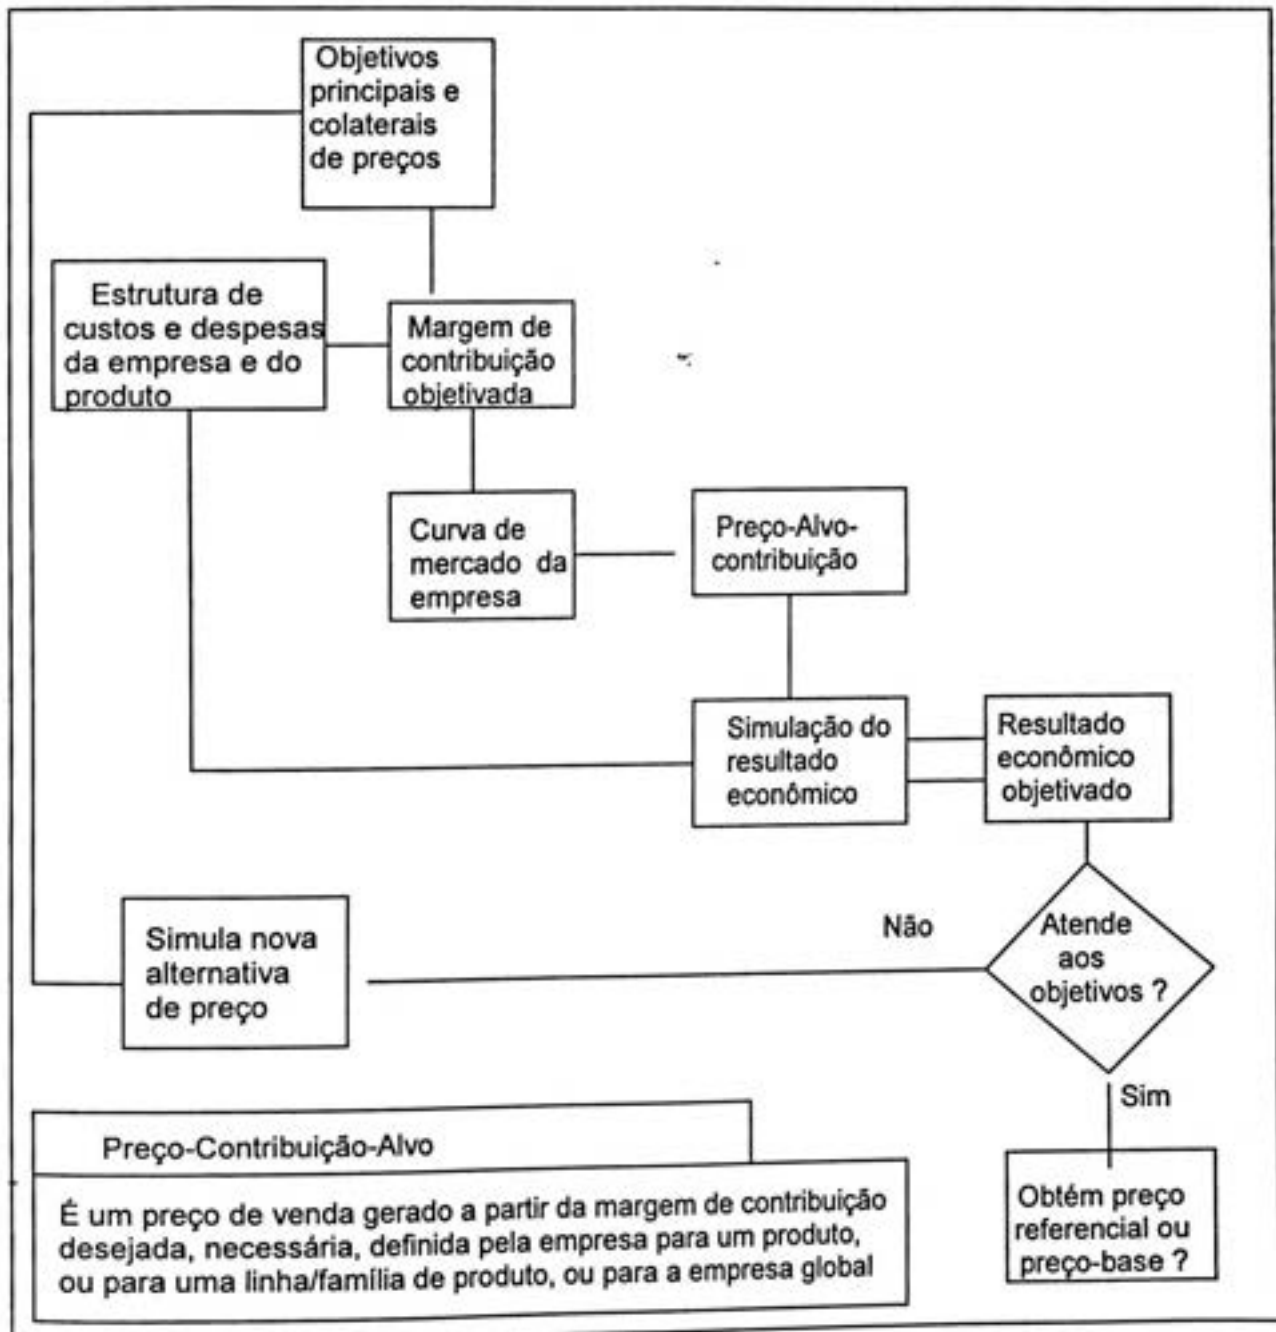 Objetivos
principais e
colaterais
de preços
Estrutura de
custos e despesas
da empresa e do
produto
Margem de
contribuição
objetivada
Curva de
mercado da
empresa
Preço-Alvo-
contribuição
Simulação do
resultado
econômico
Resultado
econômico
objetivado
Atende
aos
objetivos ?
Não
Simula nova
alternativa
de preço
Sim
Obtém preço
referencial ou
preço-base ?
Preço-Contribuição-Alvo
É um preço de venda gerado a partir da margem de contribuição
desejada, necessária, definida pela empresa para um produto,
ou para uma linha/família de produto, ou para a empresa global